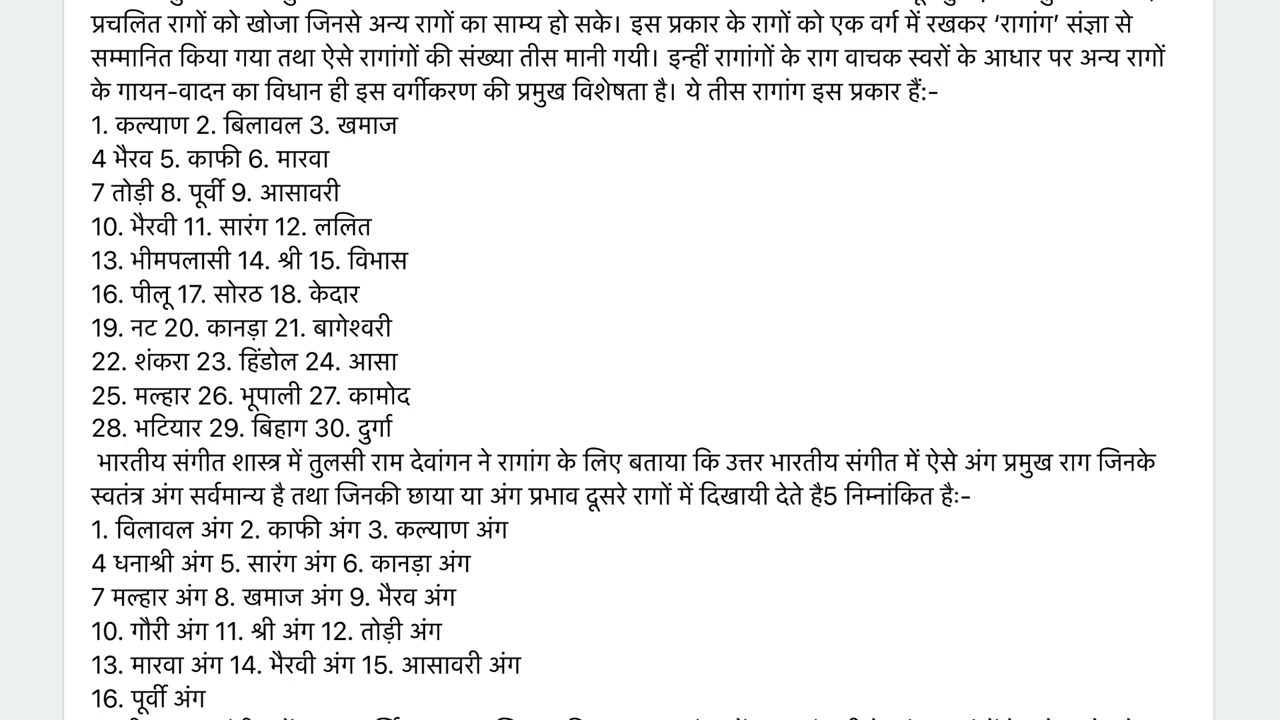 प्रचलित रागों को खोजा जिनसे अन्य रागों का साम्य हो सके। इस प्रकार के रागों को एक वर्ग में रखकर ‘रागांग’ संज्ञा से
सम्मानित किया गया तथा ऐसे रागांगों की संख्या तीस मानी गयी। इन्हीं रागांगों के राग वाचक स्वरों के आधार पर अन्य रागों
के गायन-वादन का विधान ही इस वर्गीकरण की प्रमुख विशेषता है। ये तीस रागांग इस प्रकार हैं:-
1. कल्याण 2. बिलावल 3. खमाज
4 भैरव 5. काफी 6. मारवा
7 तोड़ी 8. पूर्वी 9. आसावरी
10. भैरवी 11. सारंग 12. ललित
13. भीमपलासी 14. श्री 15. विभास
16. पीलू 17. सोरठ 18. केदार
19. नट 20. कानड़ा 21. बागेश्वरी
22. शंकरा 23. हिंडोल 24. आसा
25. मल्हार 26. भूपाली 27. कामोद
28. भटियार 29. बिहाग 30. दुर्गा
भारतीय संगीत शास्त्र में तुलसी राम देवांगन ने रागांग के लिए बताया कि उत्तर भारतीय संगीत में ऐसे अंग प्रमुख राग जिनके
स्वतंत्र अंग सर्वमान्य है तथा जिनकी छाया या अंग प्रभाव दूसरे रागों में दिखायी देते है5 निम्नांकित है:-
1. विलावल अंग 2. काफी अंग 3. कल्याण अंग
4 धनाश्री अंग 5. सारंग अंग 6. कानड़ा अंग
7 मल्हार अंग 8. खमाज अंग 9. भैरव अंग
10. गौरी अंग 11. श्री अंग 12. तोड़ी अंग
13. मारवा अंग 14. भैरवी अंग 15. आसावरी अंग
16. पूर्वी अंग